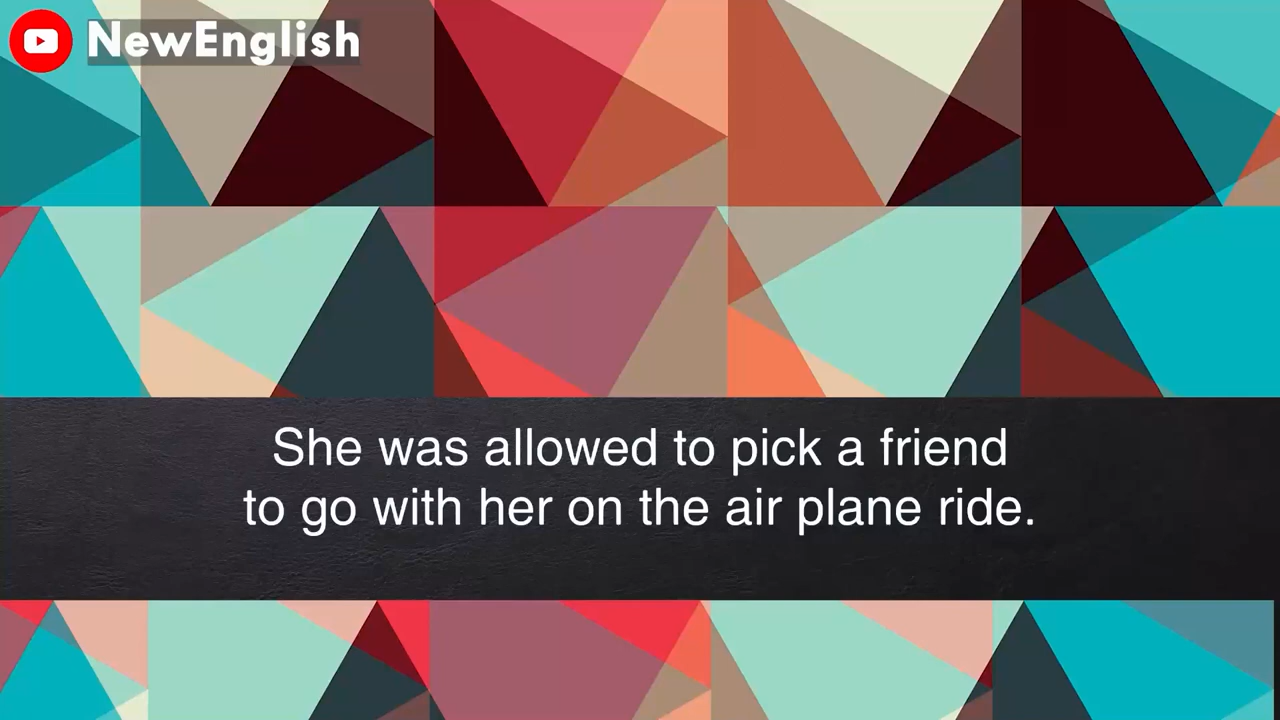 NewEnglish
She was allowed to pick a friend
to go with her on the air plane ride.